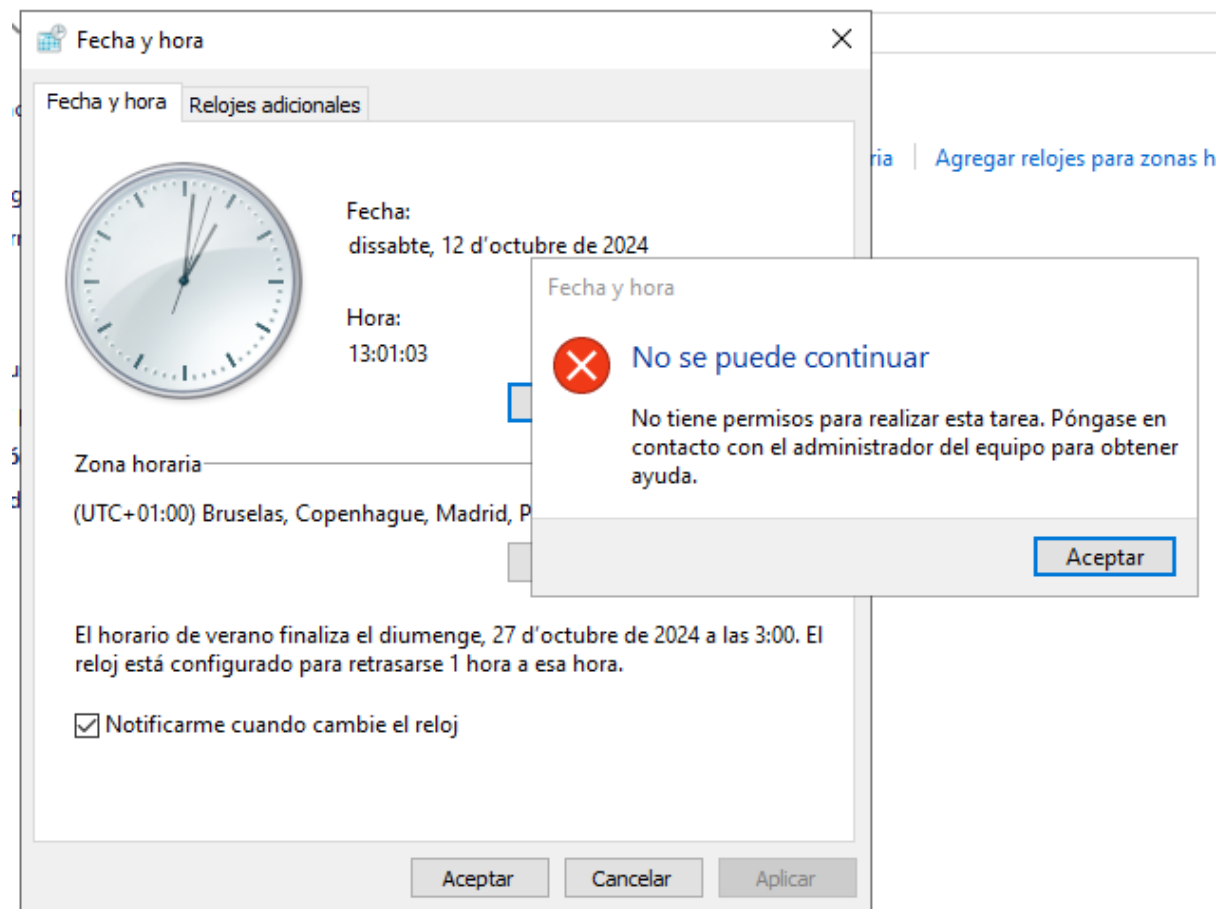 Fecha y hora
Fecha y hora
Relojes adicionales
Agregar relojes para zonas
Fecha:
dissabte, 12 d'octubre de 2024
Hora:
13:01:03
Fecha y hora
No se puede continuar
No tiene permisos para realizar esta tarea. Póngase en
contacto con el administrador del equipo para obtener
ayuda.
Aceptar
Zona horaria
(UTC+01:00) Bruselas, Copenhague, Madrid,
El horario de verano finaliza el diumenge, 27 d'octubre de 2024 a las 3:00. El
reloj está configurado para retrasarse 1 hora a esa hora.
Notificarme cuando cambie el reloj
Aceptar
Cancelar
Aplicar